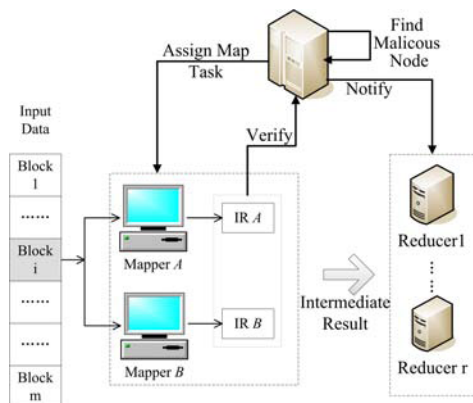 Find
Malicous
Node
Assign Map
Task
Notify
Input
Data
Verify
Block
1
......
Block
i
......
......
Block
m
Mapper A
IR A
Mapper B
IR B
Intermediate
Result
Reducer1
Reducer r